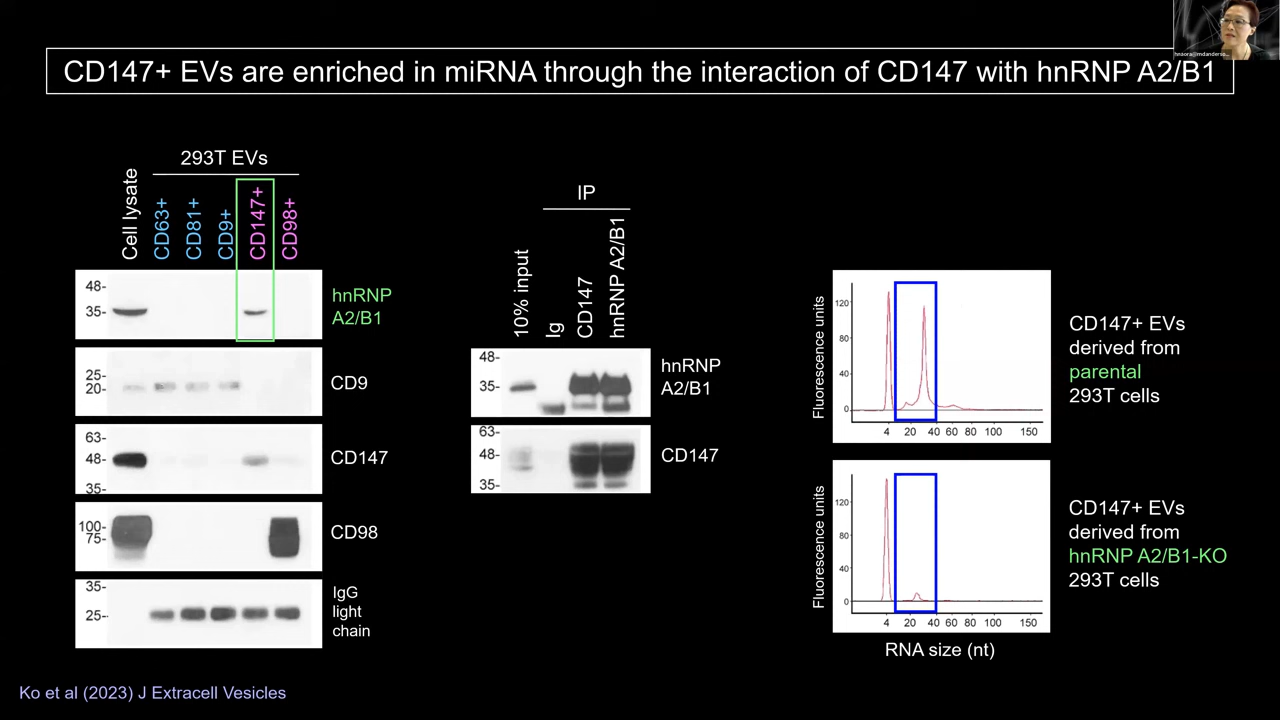 CD147+ EVs are enriched in miRNA through the interaction of CD147 with hnRNP A2/B1
293T EVs
Cell lysate
CD63+
CD81+
CD9+
CD147+
CD98+
48-
35-
hnRNP
A2/B1
25-
20-
CD9
63-
48-
35-
CD147
100-
75-
CD98
35-
25-
IgG
light
chain
IP
10% input
Ig
CD147
hnRNP A2/B1
48-
35-
hnRNP
A2/B1
63-
48-
35-
CD147
Fluorescence units
120
80
40
0
4 20 40 60 80 100 150
CD147+ EVs
derived from
parental
293T cells
Fluorescence units
120
80
40
0
4 20 40 60 80 100 150
CD147+ EVs
derived from
hnRNP A2/B1-KO
293T cells
RNA size (nt)
Ko et al (2023) J Extracell Vesicles